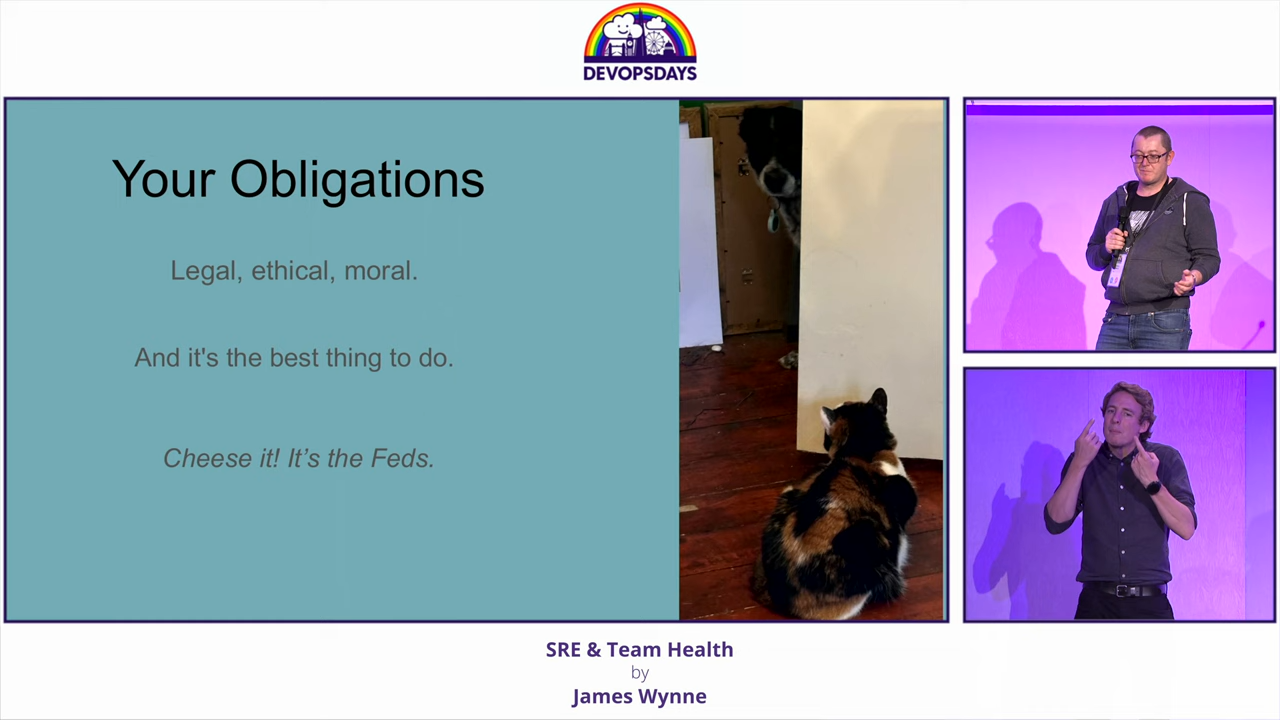 DEVOPSDAYS
Your Obligations
Legal, ethical, moral.
And it's the best thing to do.
Cheese it! It’s the Feds.
SRE & Team Health
by
James Wynne